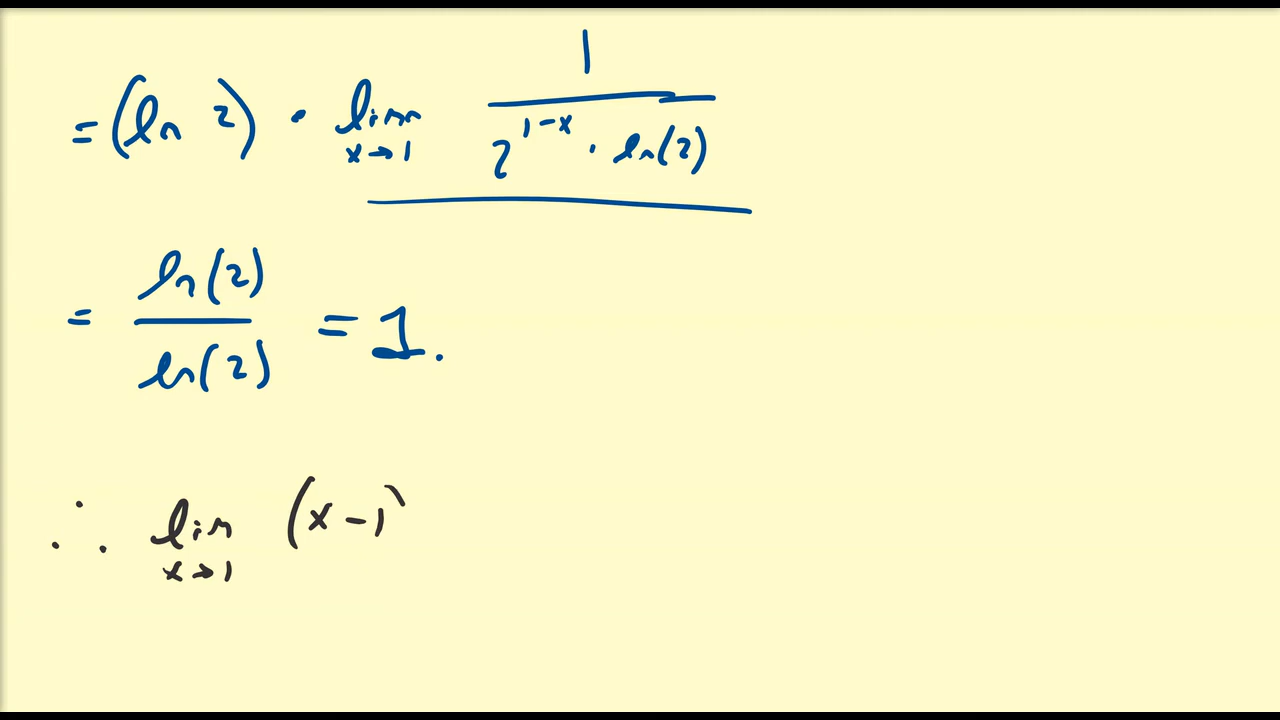 = (ln 2) · lim x→1 1 / (2^(1-x) · ln(2))
= ln(2) / ln(2) = 1.
∴ lim x→1 (x-1)